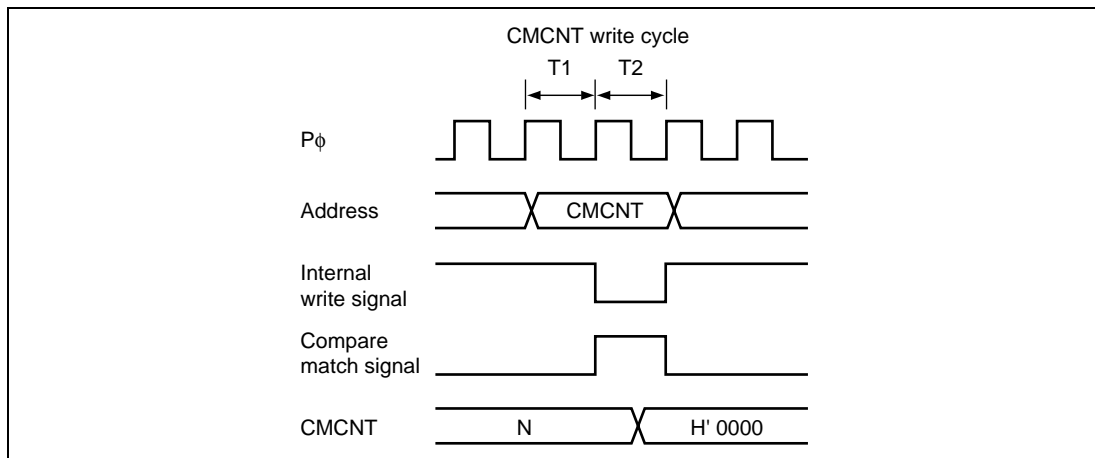 CMCNT write cycle
T1 T2
Pϕ
Address CMCNT
Internal
write signal
Compare
match signal
CMCNT N H' 0000